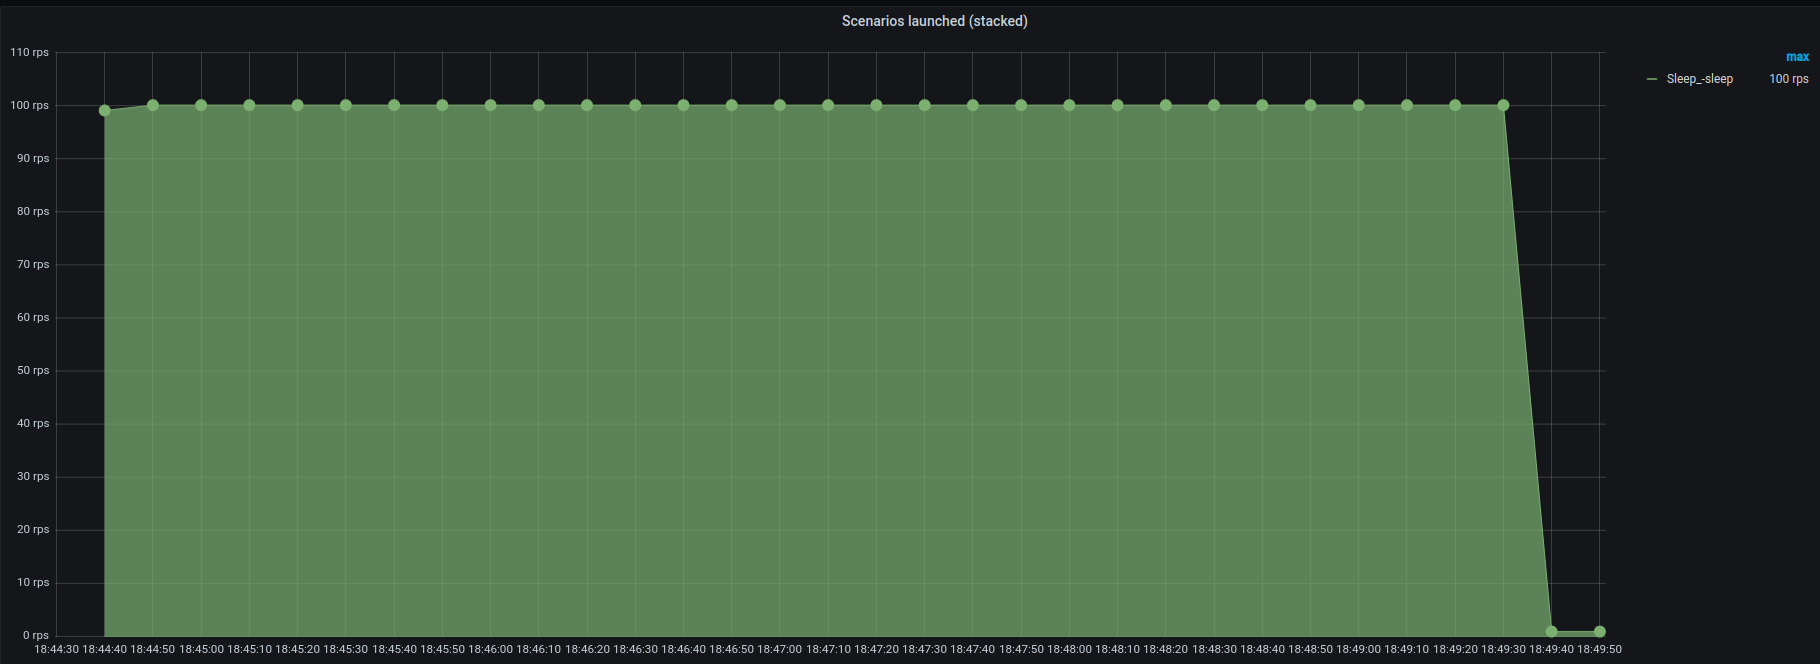 Scenarios launched (stacked)
110 rps
100 rps
90 rps
80 rps
70 rps
60 rps
50 rps
40 rps
30 rps
20 rps
10 rps
0 rps
18:44:30 18:44:40 18:44:50 18:45:00 18:45:10 18:45:20 18:45:30 18:45:40 18:45:50 18:46:00 18:46:10 18:46:20 18:46:30 18:46:40 18:46:50 18:47:00 18:47:10 18:47:20 18:47:30 18:47:40 18:47:50 18:48:00 18:48:10 18:48:20 18:48:30 18:48:40 18:48:50 18:49:00 18:49:10 18:49:20 18:49:30 18:49:40 18:49:50
max
Sleep_-sleep 100 rps